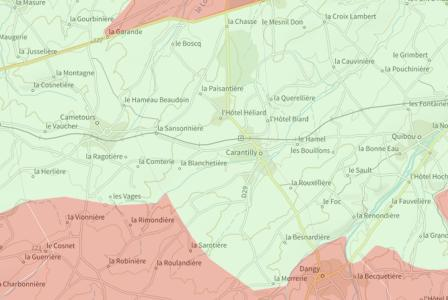 la Masure
la Gourbinière
la Chasse
le Mesnil Don
la Croix Lambert
Maugerie
la Gorande
la Jusselière
le Boscq
le Grimbert
la Cauvinière
la Pouchinière
la Montagne
la Cosnetière
la Paisantière
le Hameau Beaudoin
la Querellière
l'Hôtel Héliard
l'Hôtel Biard
les Fontaine
Cametours
le Vaucher
la Sansonnière
le Hamel
Quibou
la Ragotière
Carantilly
les Bouillons
la Bonne Eau
la Comterie
la Blanchetière
la Hertière
le Sault
l'Hôtel Hoch
la Rouxelière
les Vages
D29
le Foc
la Fauvelière
la Vionnière
la Rimondière
la Renondière
la Besnardière
le Cosnet
la Guerrière
la Sarotière
la Robinière
la Roulandière
Dangy
la Becquetière
la Merrerie
Charbonnière